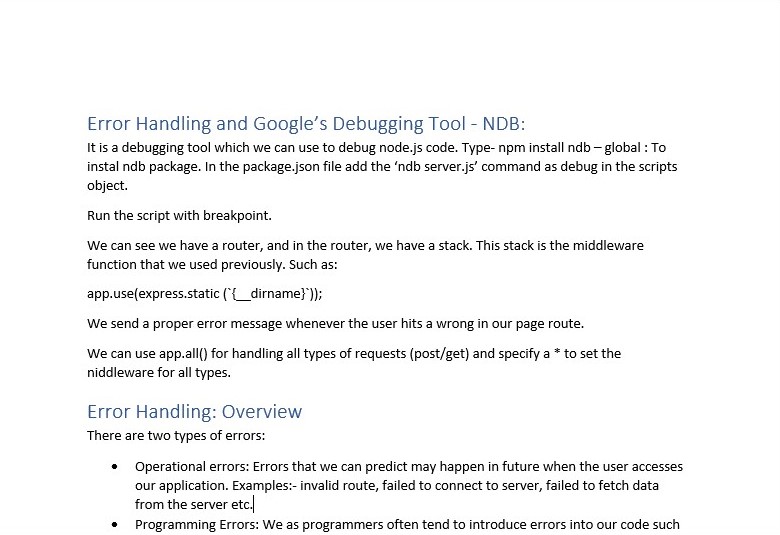 Error Handling and Google’s Debugging Tool - NDB:
It is a debugging tool which we can use to debug node.js code. Type- npm install ndb – global : To
instal ndb package. In the package.json file add the ‘ndb server.js’ command as debug in the scripts
object.
Run the script with breakpoint.
We can see we have a router, and in the router, we have a stack. This stack is the middleware
function that we used previously. Such as:
app.use(express.static (`{__dirname}`));
We send a proper error message whenever the user hits a wrong in our page route.
We can use app.all() for handling all types of requests (post/get) and specify a * to set the
niddleware for all types.
Error Handling: Overview
There are two types of errors:
• Operational errors: Errors that we can predict may happen in future when the user accesses
our application. Examples:- invalid route, failed to connect to server, failed to fetch data
from the server etc.
• Programming Errors: We as programmers often tend to introduce errors into our code such